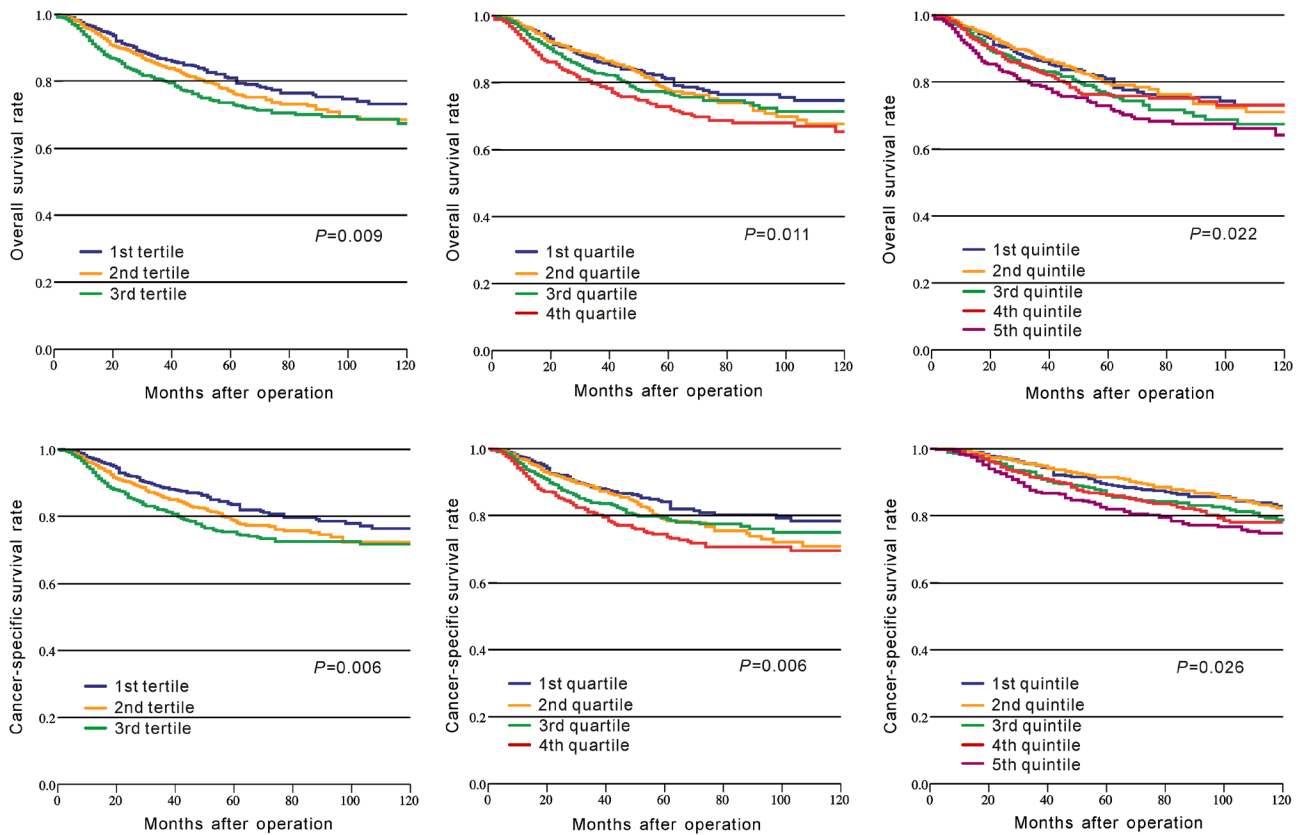 Overall survival rate
1.0
0.8
0.6
0.4
0.2
0.0
P=0.009
1st tertile
2nd tertile
3rd tertile
0 20 40 60 80 100 120
Months after operation
Overall survival rate
1.0
0.8
0.6
0.4
0.2
0.0
P=0.011
1st quartile
2nd quartile
3rd quartile
4th quartile
0 20 40 60 80 100 120
Months after operation
Overall survival rate
1.0
0.8
0.6
0.4
0.2
0.0
P=0.022
1st quintile
2nd quintile
3rd quintile
4th quintile
5th quintile
0 20 40 60 80 100 120
Months after operation
Cancer-specific survival rate
1.0
0.8
0.6
0.4
0.2
0.0
P=0.006
1st tertile
2nd tertile
3rd tertile
0 20 40 60 80 100 120
Months after operation
Cancer-specific survival rate
1.0
0.8
0.6
0.4
0.2
0.0
P=0.006
1st quartile
2nd quartile
3rd quartile
4th quartile
0 20 40 60 80 100 120
Months after operation
Cancer-specific survival rate
1.0
0.8
0.6
0.4
0.2
0.0
P=0.026
1st quintile
2nd quintile
3rd quintile
4th quintile
5th quintile
0 20 40 60 80 100 120
Months after operation